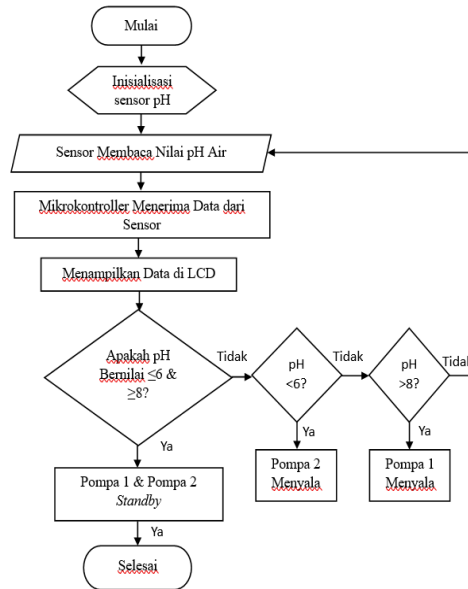 Mulai
Inisialisasi
sensor pH
Sensor Membaca Nilai pH Air
Mikrokontroller Menerima Data dari
Sensor
Menampilkan Data di LCD
Apakah pH
Bernilai ≤6 &
≥8?
Tidak
pH
<6?
Tidak
pH
>8?
Tidak
Ya
Ya
Ya
Pompa 1 & Pompa 2
Standby
Pompa 2
Menyala
Pompa 1
Menyala
Ya
Selesai